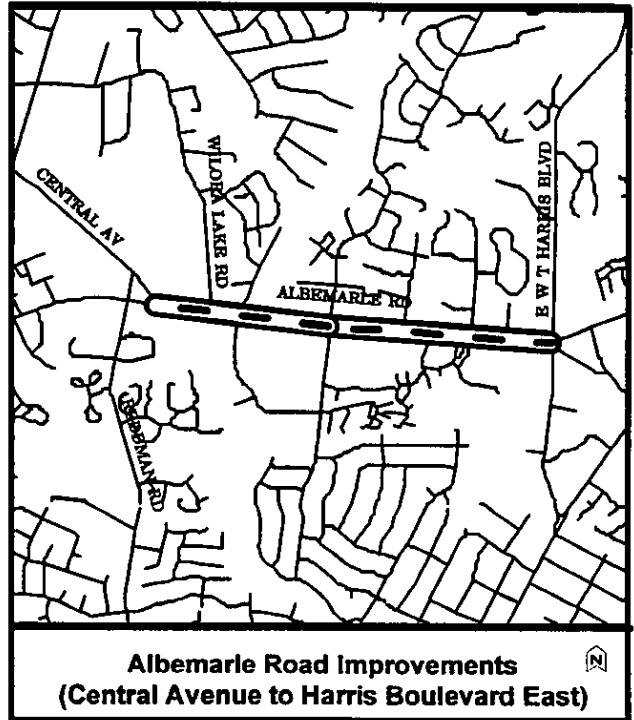 CENTRAL AV
WILORA LAKE RD
E W T HARRIS BLVD
ALBEMARLE RD
Albemarle Road Improvements
(Central Avenue to Harris Boulevard East)
N